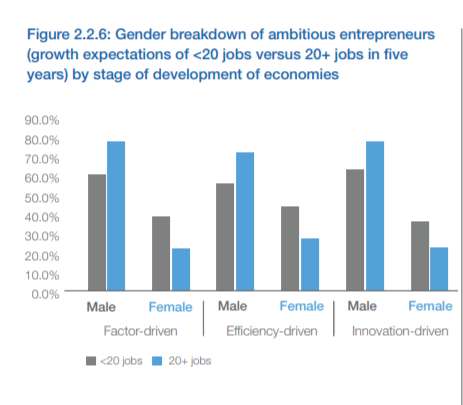 Figure 2.2.6: Gender breakdown of ambitious entrepreneurs
(growth expectations of <20 jobs versus 20+ jobs in five
years) by stage of development of economies
90.0%
80.0%
70.0%
60.0%
50.0%
40.0%
30.0%
20.0%
10.0%
0.0%
Male Female Male Female Male Female
Factor-driven Efficiency-driven Innovation-driven
<20 jobs 20+ jobs